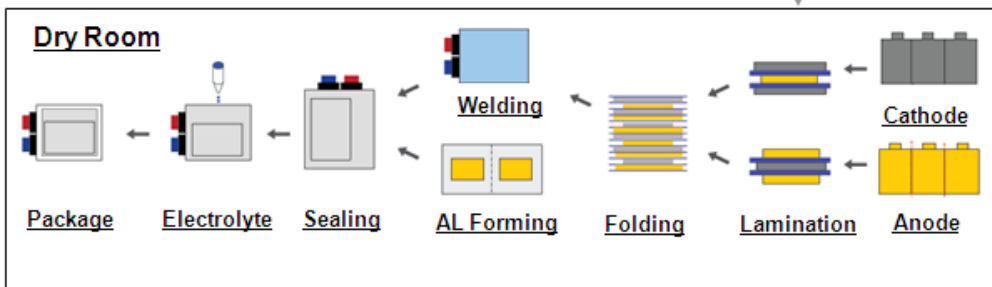 Dry Room
Welding
Cathode
Package
Electrolyte
Sealing
AL Forming
Folding
Lamination
Anode